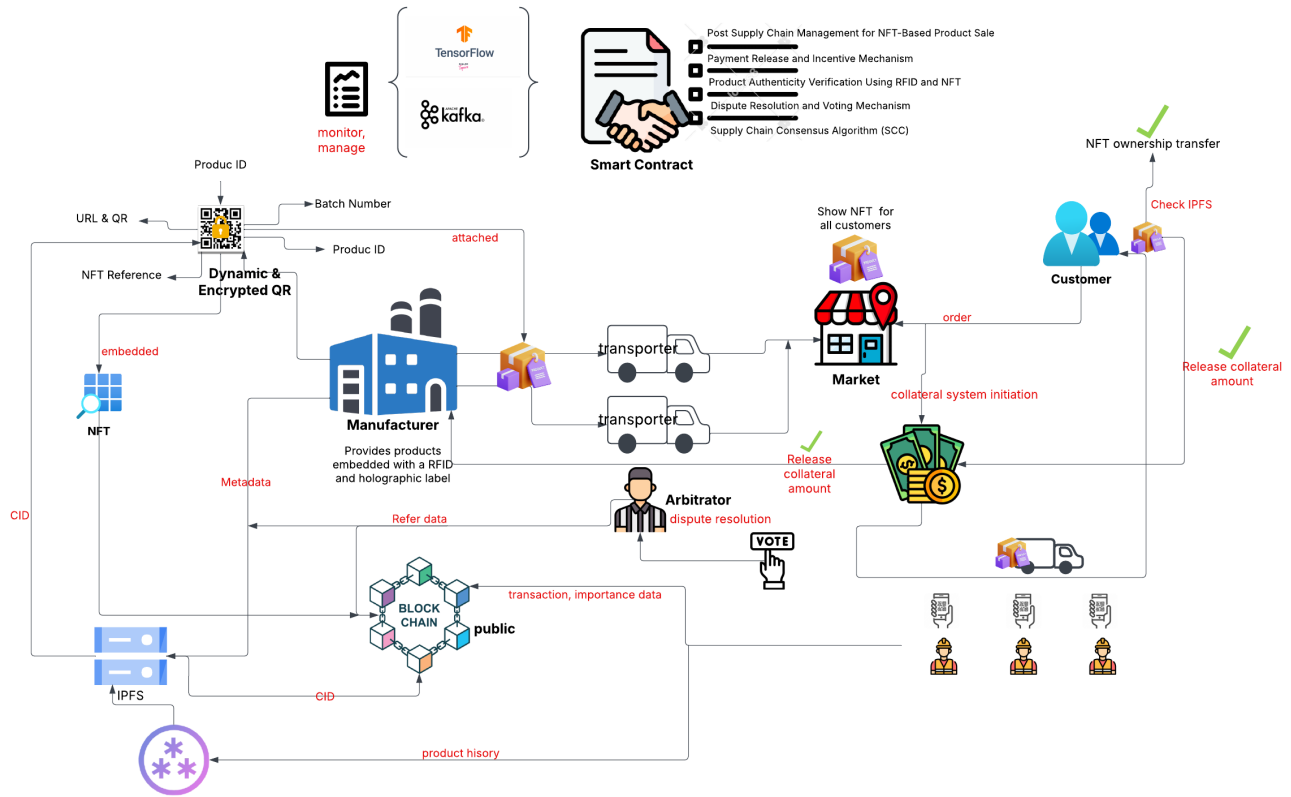 TensorFlow
APACHE
kafka
monitor,
manage
Post Supply Chain Management for NFT-Based Product Sale
Payment Release and Incentive Mechanism
Product Authenticity Verification Using RFID and NFT
Dispute Resolution and Voting Mechanism
Supply Chain Consensus Algorithm (SCC)
Smart Contract
NFT ownership transfer
Check IPFS
Produc ID
Batch Number
URL & QR
Produc ID
NFT Reference
Dynamic &
Encrypted QR
attached
Show NFT for
all customers
Customer
order
embedded
NFT
transporter
transporter
Market
Release collateral
amount
collateral system initiation
Manufacturer
Provides products
embedded with a RFID
and holographic label
Release
collateral
amount
Metadata
CID
Refer data
Arbitrator
dispute resolution
VOTE
BLOCK
CHAIN
public
transaction, importance data
IPFS
CID
product hisory